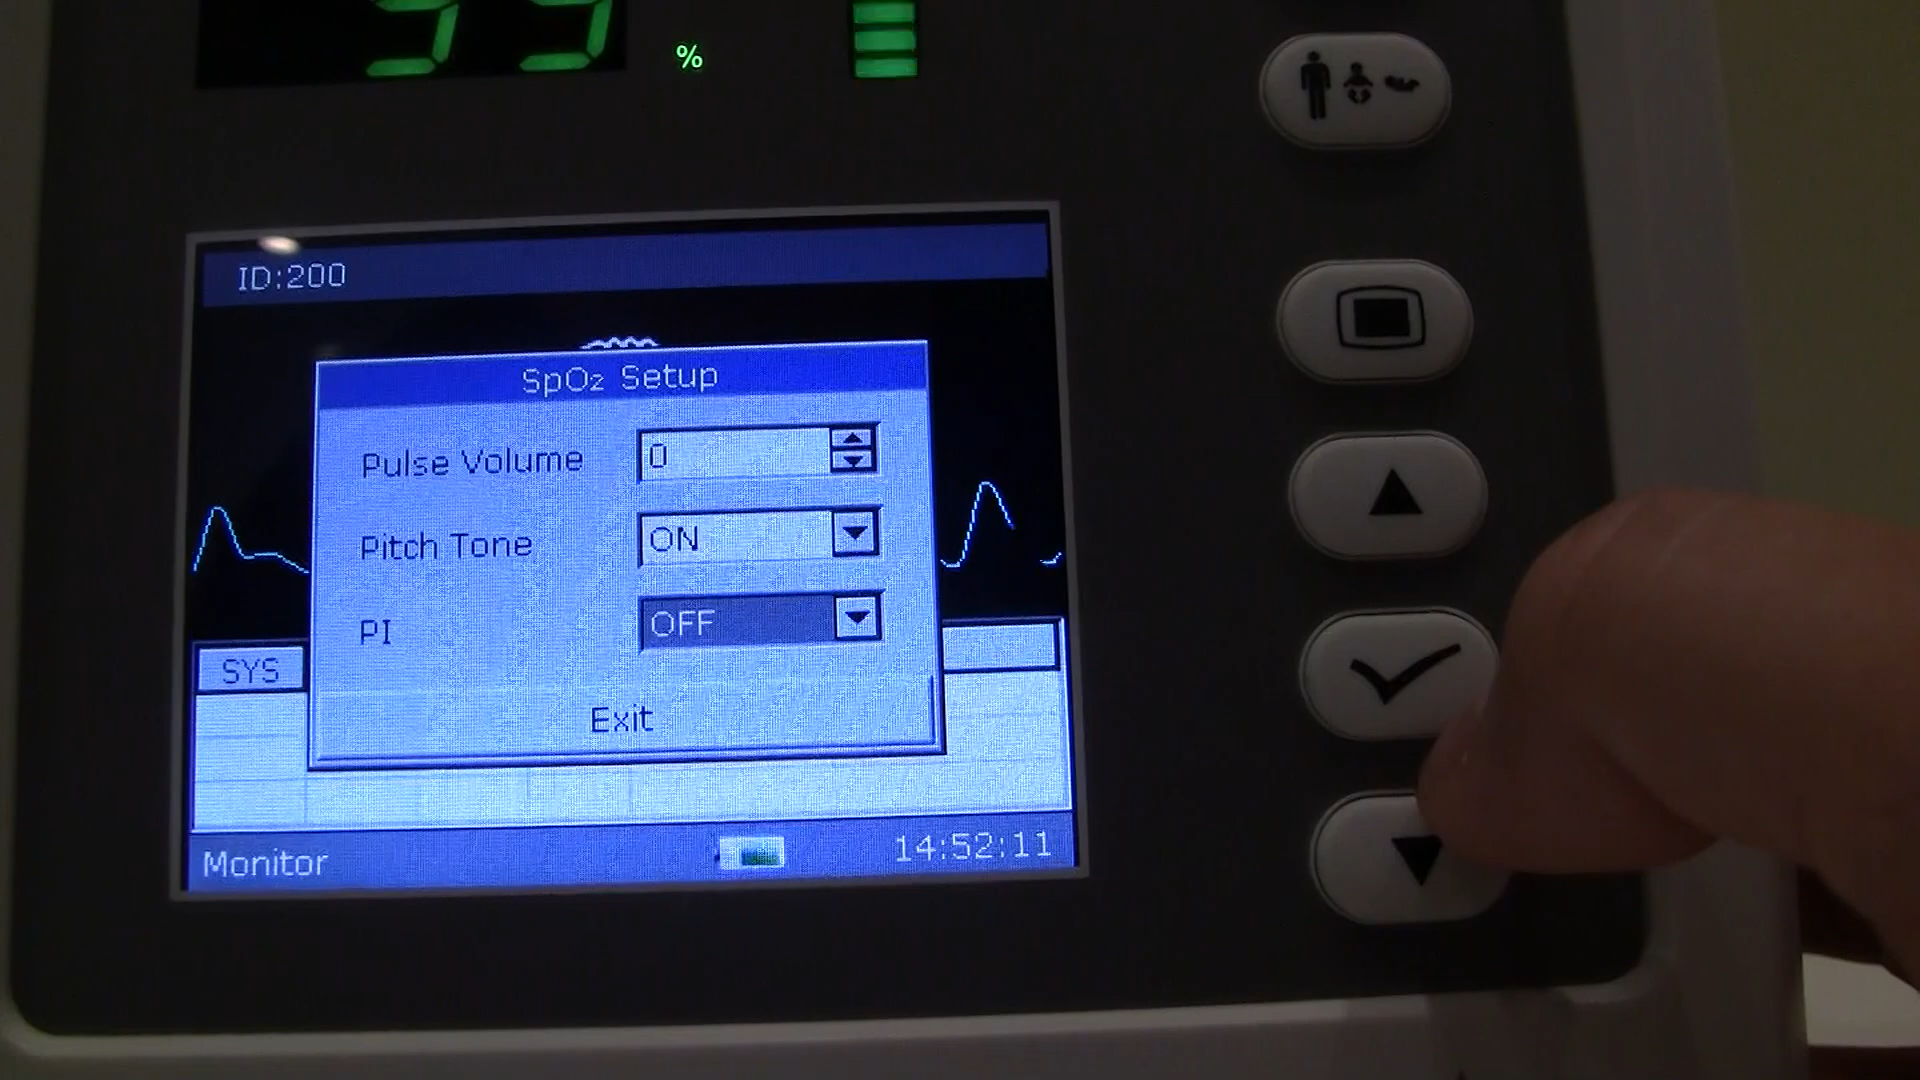 %
ID:200
SpO₂ Setup
Pulse Volume 0
Pitch Tone ON
PI OFF
SYS
Exit
Monitor 14:52:11